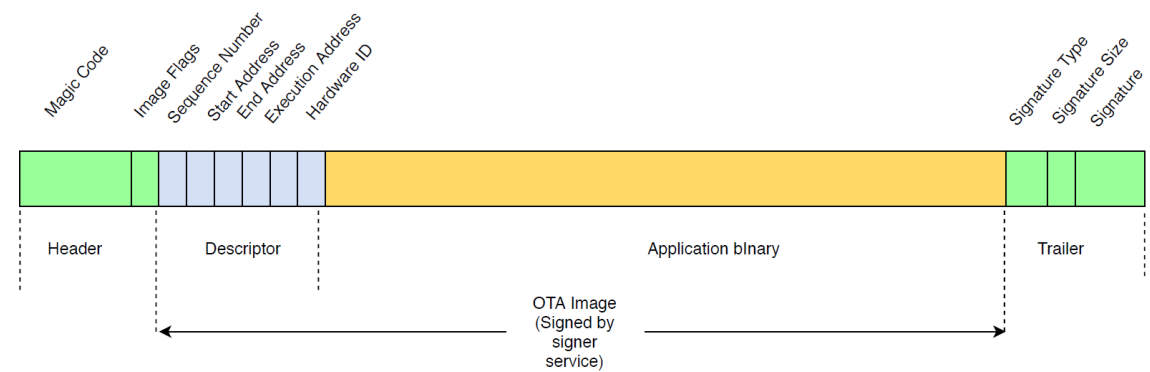 Magic Code
Image Flags
Sequence Number
Start Address
End Address
Execution Address
Hardware ID
Signature Type
Signature Size
Signature
Header
Descriptor
Application bInary
Trailer
OTA Image
(Signed by
signer
service)